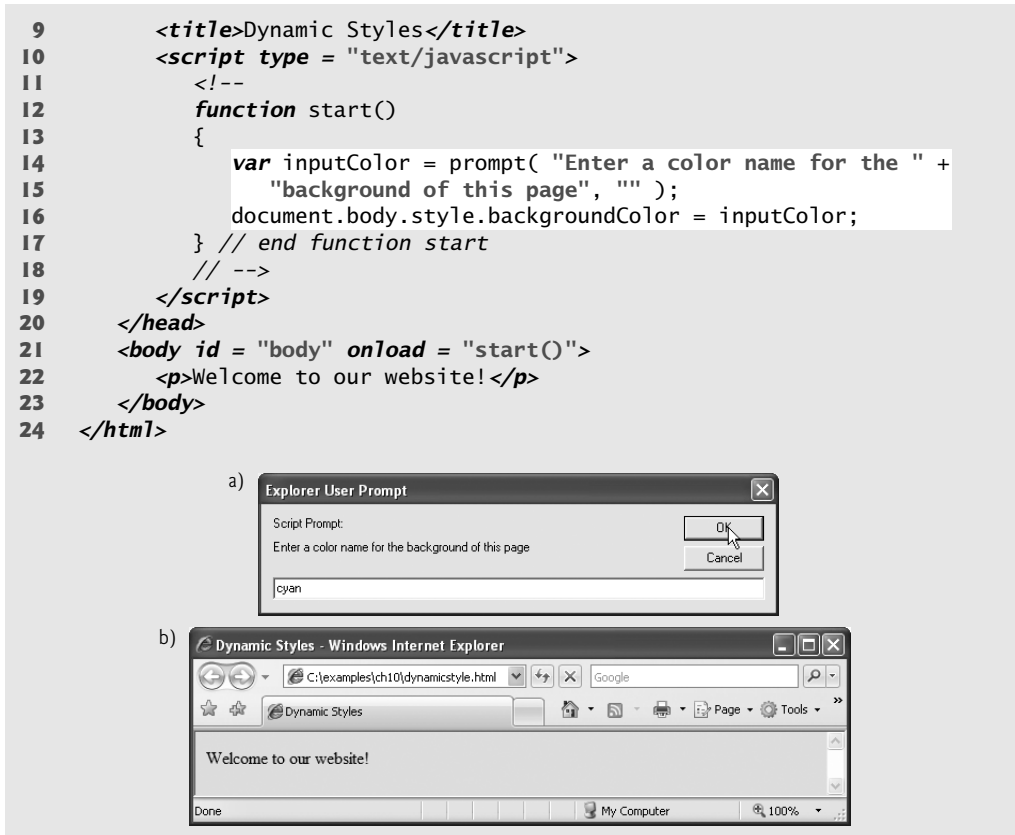 9 <title>Dynamic Styles</title>
10 <script type = "text/javascript">
11 <!--
12 function start()
13 {
14 var inputColor = prompt( "Enter a color name for the " +
15 "background of this page", "" );
16 document.body.style.backgroundColor = inputColor;
17 } // end function start
18 // -->
19 </script>
20 </head>
21 <body id = "body" onload = "start()">
22 <p>Welcome to our website!</p>
23 </body>
24 </html>
a)
Explorer User Prompt
Script Prompt:
OK
Enter a color name for the background of this page
Cancel
cyan
b)
Dynamic Styles - Windows Internet Explorer
C:\examples\ch10\dynamicstyle.html Google
Dynamic Styles Page Tools »
Welcome to our website!
Done My Computer 100%